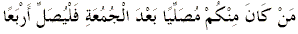 مَنْ كَانَ مِنْكُمْ مُصَلِّيًا بَعْدَ الْجُمُعَةِ فَلْيُصَلِّ أَرْبَعًا